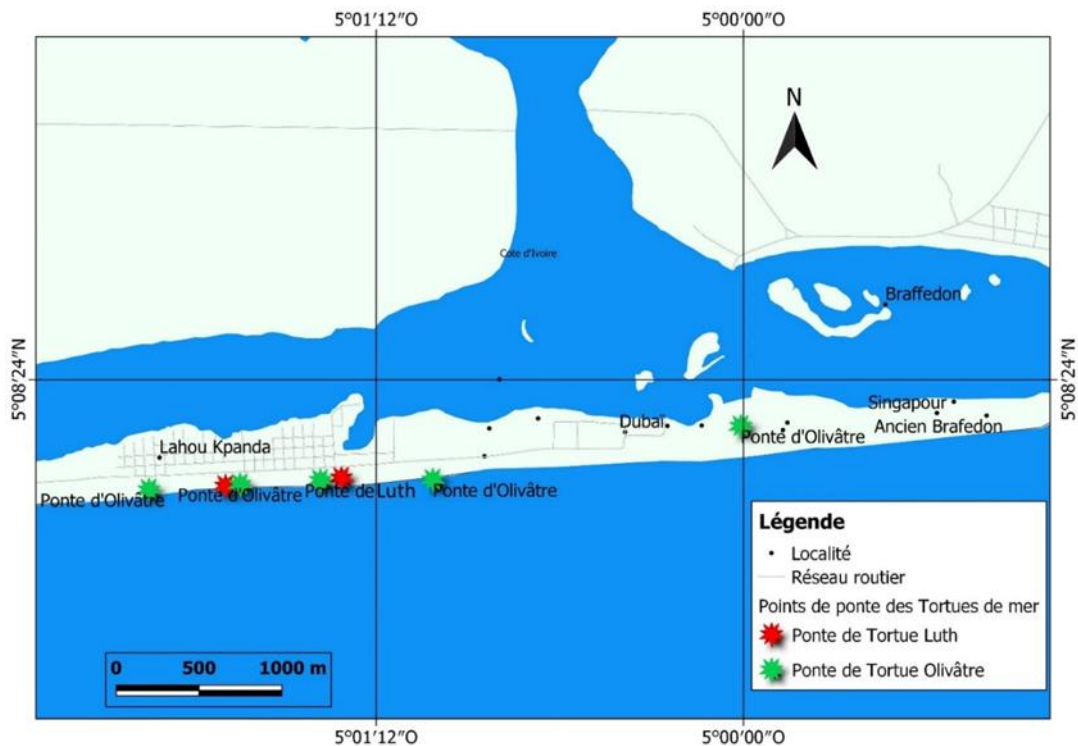 5°01'12"O
5°00'00"O
N
Cote d'Ivoire
Braffedon
5°08'24"N
5°08'24"N
Singapour
Dubaï
Ancien Brafedon
Ponte d'Olivâtre
Lahou Kpanda
Ponte d'Olivâtre
Ponte d'Olivâtre
Ponte de Luth
Ponte d'Olivâtre
Légende
Localité
Réseau routier
Points de ponte des Tortues de mer
Ponte de Tortue Luth
Ponte de Tortue Olivâtre
0 500 1000 m
5°01'12"O
5°00'00"O